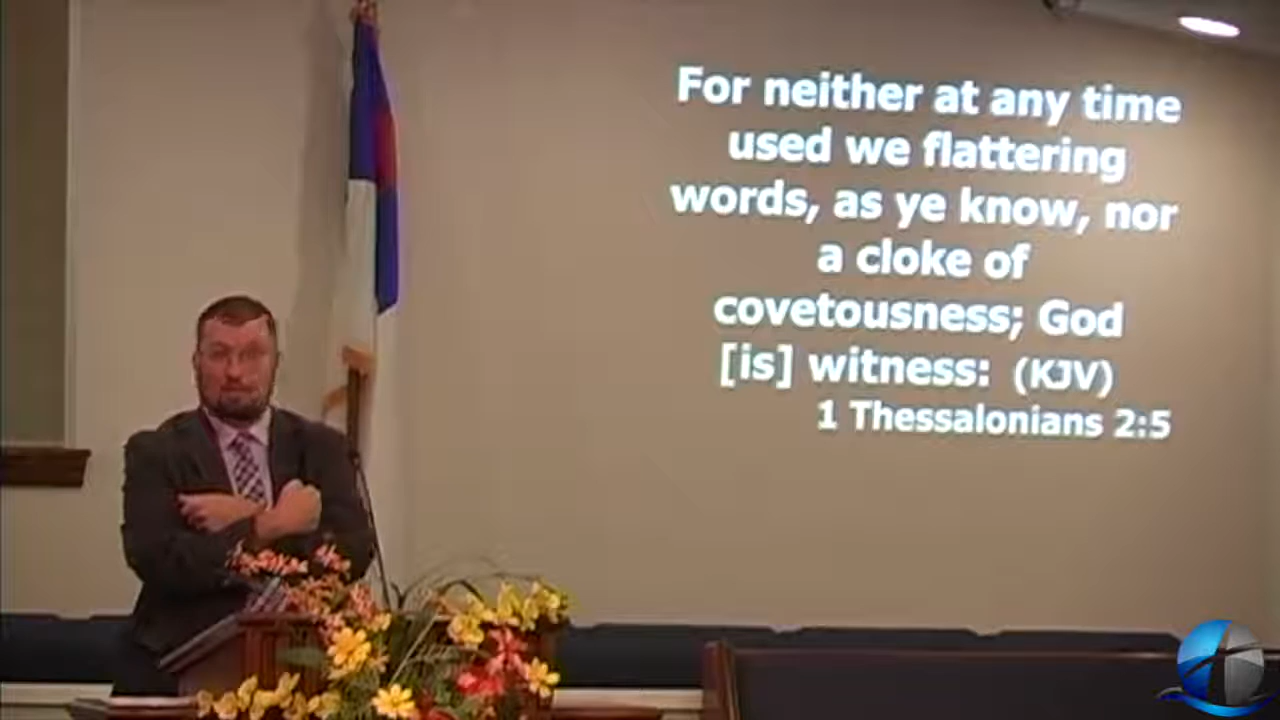 For neither at any time
used we flattering
words, as ye know, nor
a cloke of
covetousness; God
[is] witness: (KJV)
1 Thessalonians 2:5